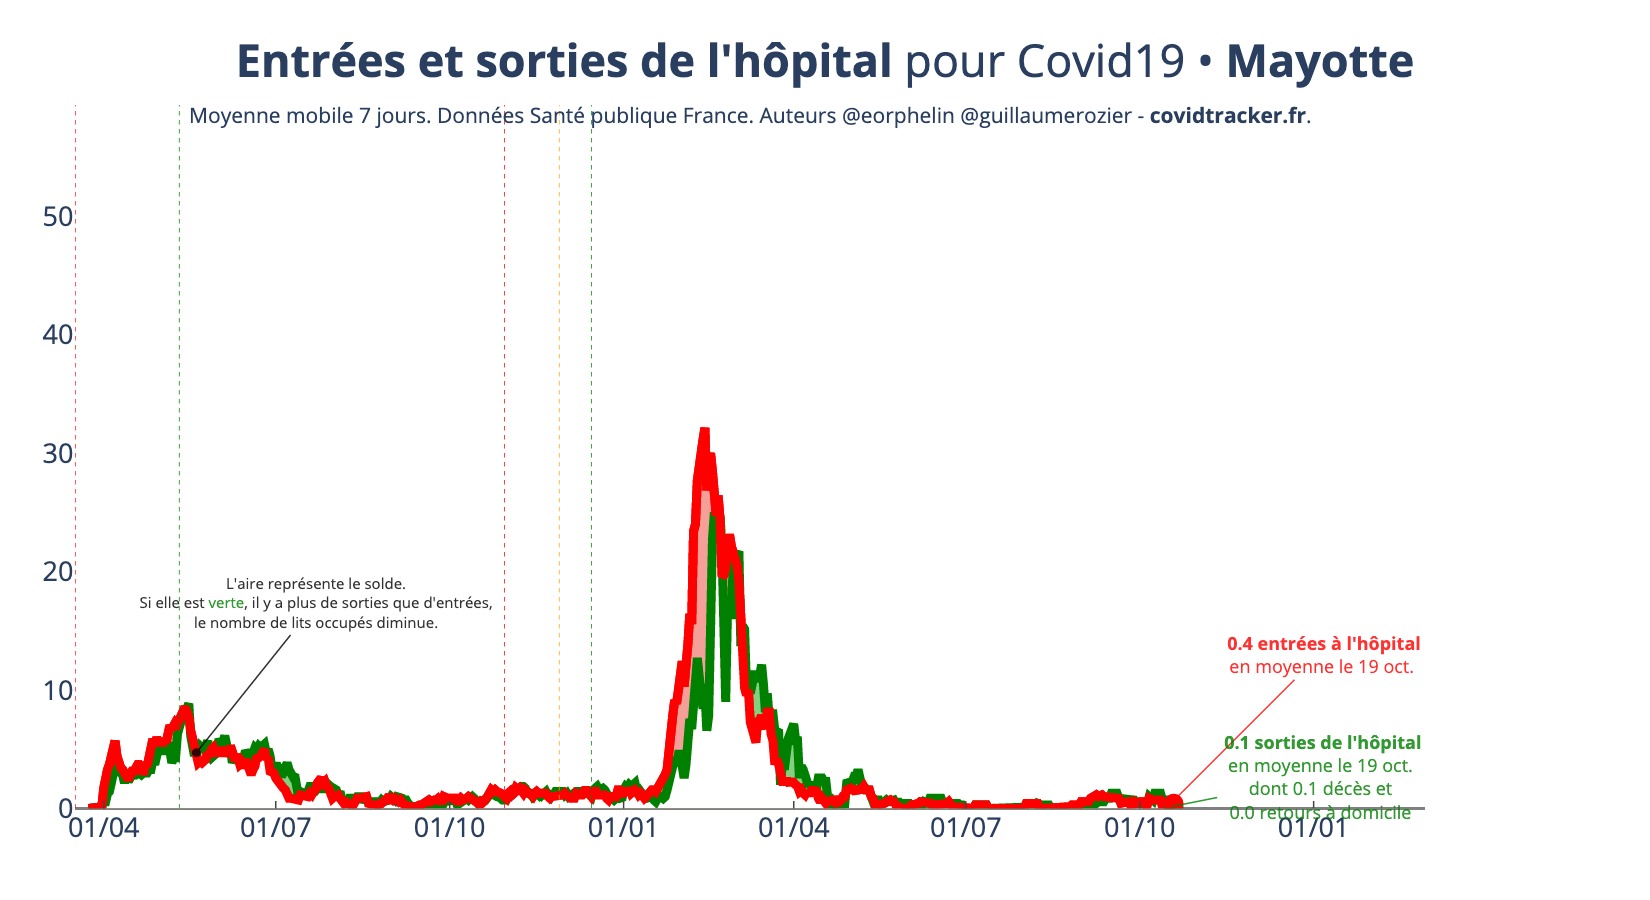 Entrées et sorties de l'hôpital pour Covid19 • Mayotte
Moyenne mobile 7 jours. Données Santé publique France. Auteurs @eorphelin @guillaumerozier - covidtracker.fr.
50
40
30
20
10
0
L'aire représente le solde.
Si elle est verte, il y a plus de sorties que d'entrées,
le nombre de lits occupés diminue.
0.4 entrées à l'hôpital
en moyenne le 19 oct.
0.1 sorties de l'hôpital
en moyenne le 19 oct.
dont 0.1 décès et
0.0 retours à domicile
01/04 01/07 01/10 01/01 01/04 01/07 01/10 01/01